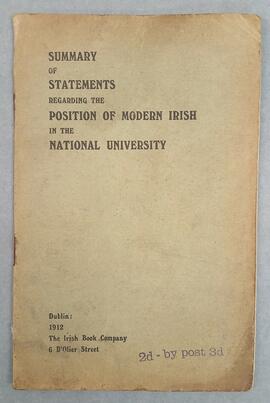 SUMMARY
OF
STATEMENTS
REGARDING THE
POSITION OF MODERN IRISH
IN THE
NATIONAL UNIVERSITY
Dublin:
1912
The Irish Book Company
6 D'Olier Street
2d - by post 3d